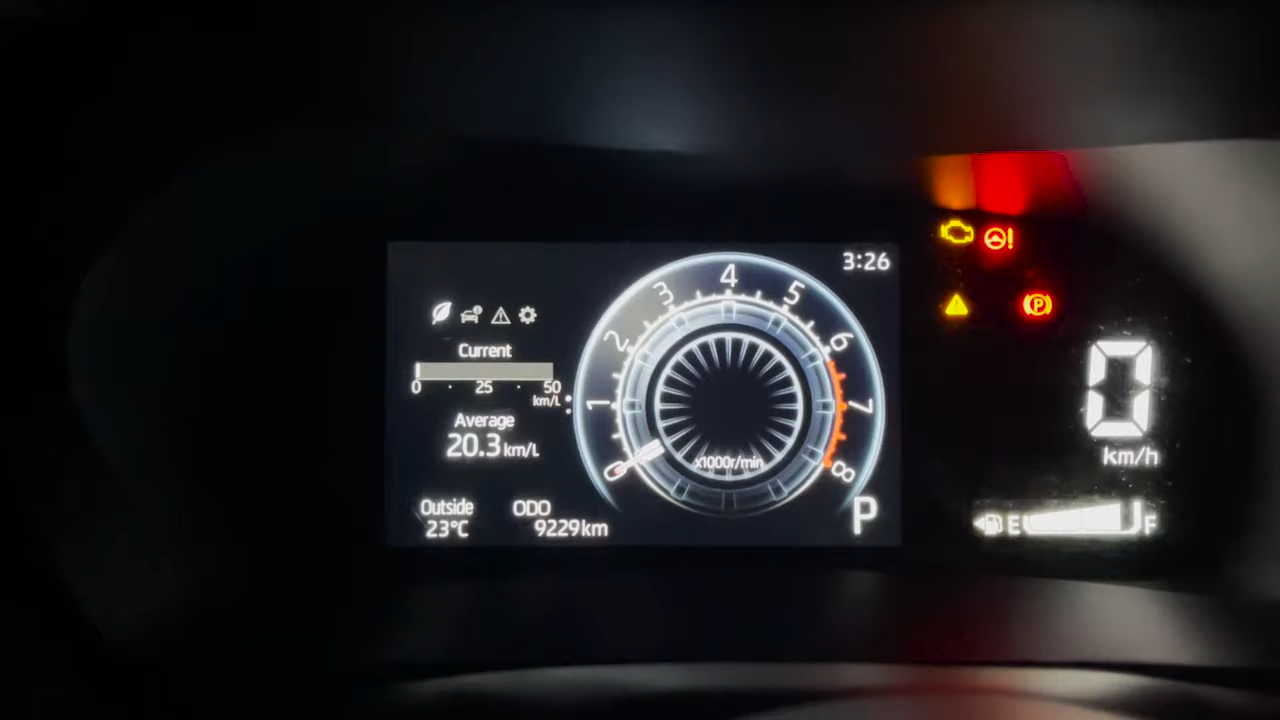 3:26
Current
0 25 50
km/L
Average
20.3 km/L
Outside
23°C
ODO
9229km
0 1 2 3 4 5 6 7 8
x1000r/min
P
!
P
0
km/h
E F